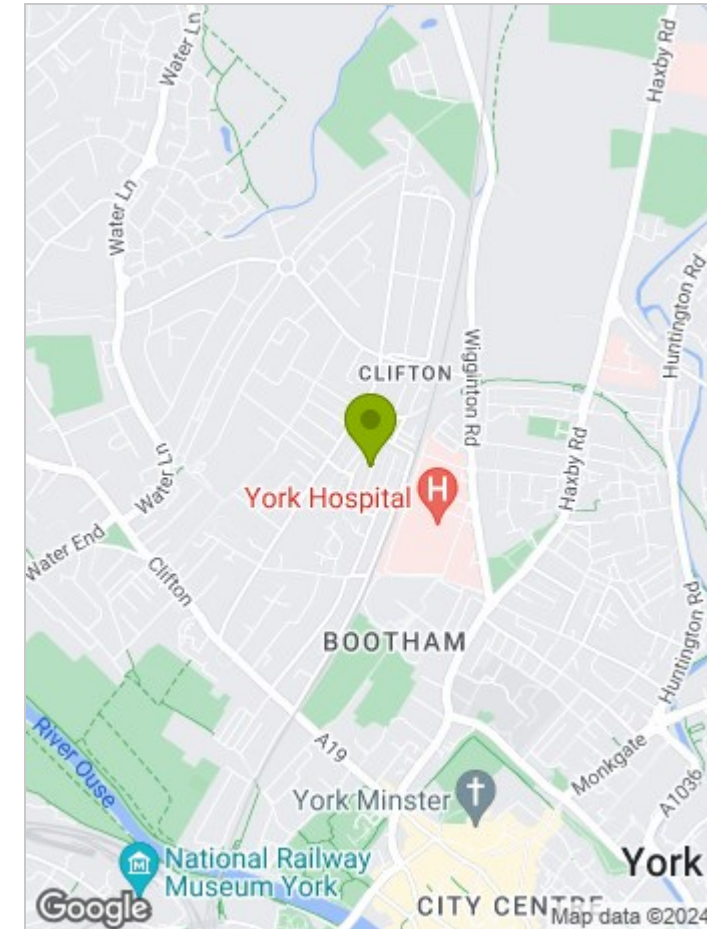 Water Ln
Haxby Rd
Water Ln
Huntington Rd
Wigginton Rd
CLIFTON
Haxby Rd
Water Ln
York Hospital
H
Water End
Clifton
Huntington Rd
BOOTHAM
River Ouse
A19
Monkgate
A1036
York Minster
National Railway
Museum York
York
CITY CENTRE
Google
Map data ©2024